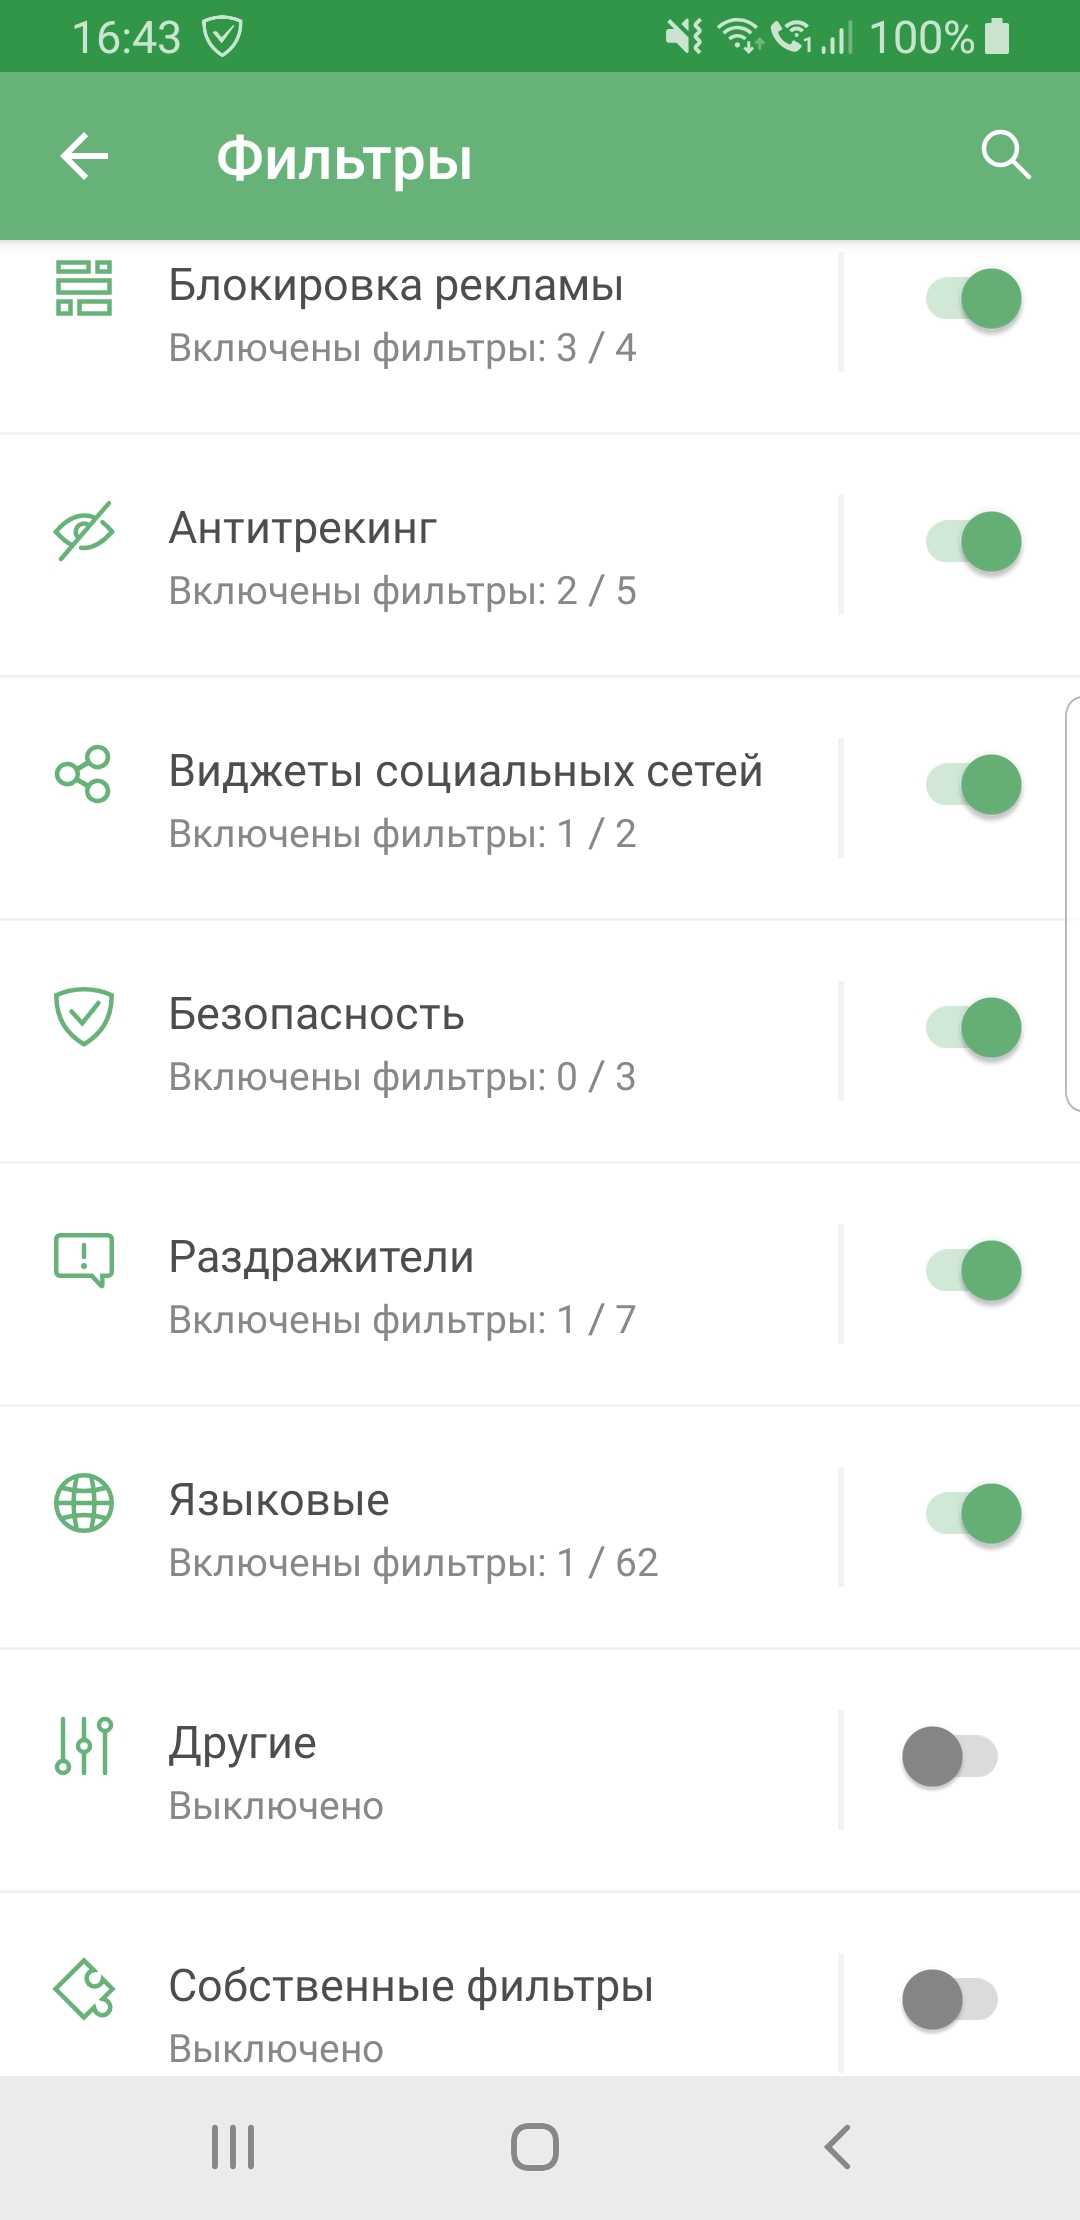 16:43
1 100%
Фильтры
Блокировка рекламы
Включены фильтры: 3 / 4
Антитрекинг
Включены фильтры: 2 / 5
Виджеты социальных сетей
Включены фильтры: 1 / 2
Безопасность
Включены фильтры: 0 / 3
Раздражители
Включены фильтры: 1 / 7
Языковые
Включены фильтры: 1 / 62
Другие
Выключено
Собственные фильтры
Выключено